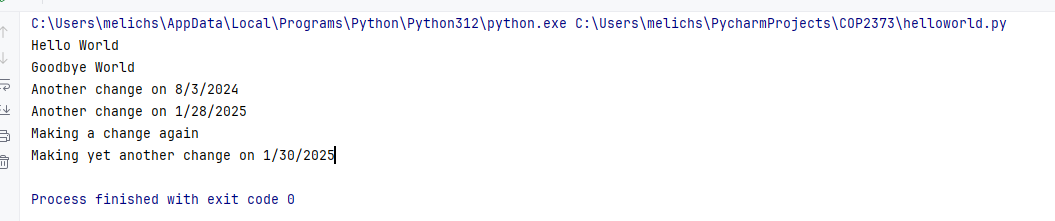 C:\Users\melichs\AppData\Local\Programs\Python\Python312\python.exe C:\Users\melichs\PycharmProjects\COP2373\helloworld.py
Hello World
Goodbye World
Another change on 8/3/2024
Another change on 1/28/2025
Making a change again
Making yet another change on 1/30/2025
Process finished with exit code 0